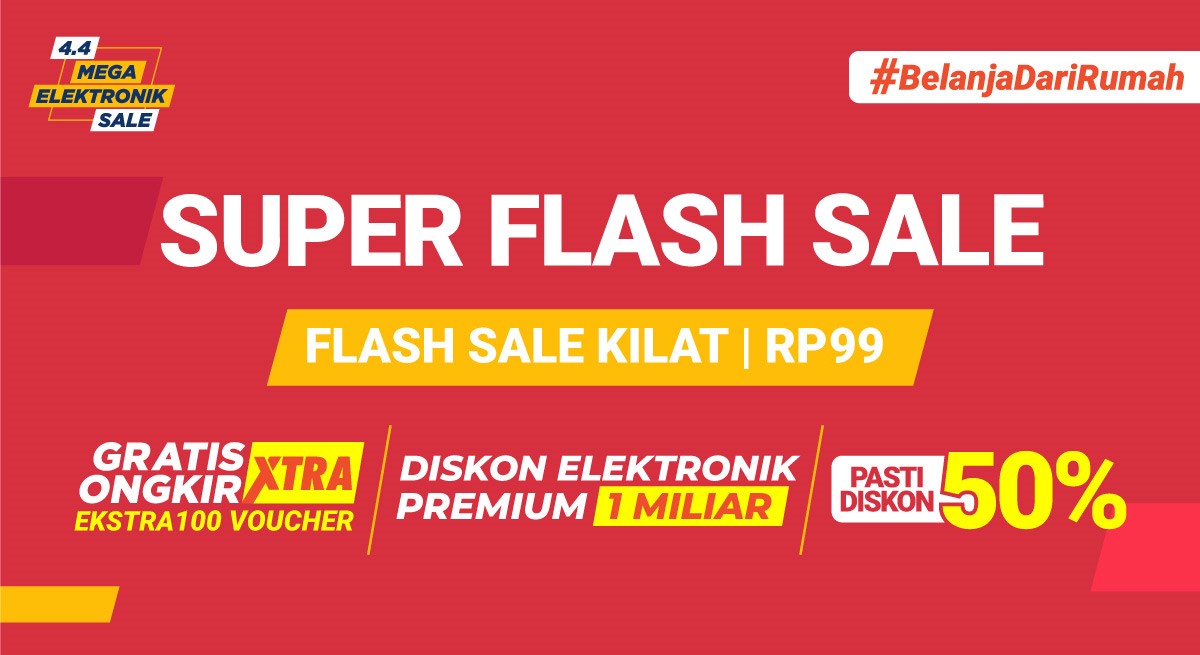 4.4
MEGA
ELEKTRONIK
SALE
#BelanjaDariRumah
SUPER FLASH SALE
FLASH SALE KILAT | RP99
GRATIS
ONGKIR XTRA
EKSTRA100 VOUCHER
DISKON ELEKTRONIK
PREMIUM 1 MILIAR
PASTI
DISKON 50%